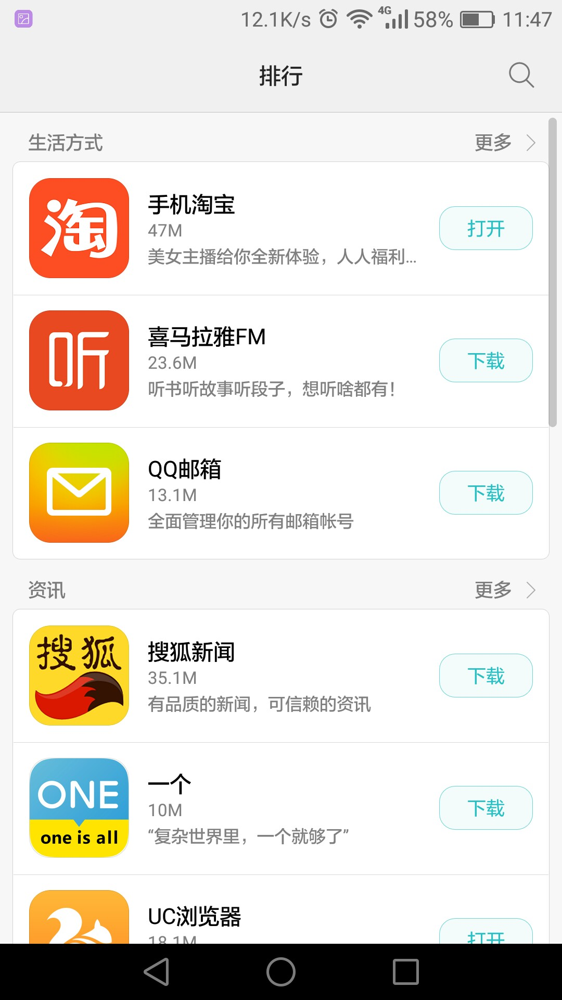 12.1K/s 4G 58% 11:47
排行
生活方式 更多
淘
手机淘宝
47M
美女主播给你全新体验，人人福利...
打开
听
喜马拉雅FM
23.6M
听书听故事听段子，想听啥都有！
下载
QQ邮箱
13.1M
全面管理你的所有邮箱帐号
下载
资讯 更多
搜狐
搜狐新闻
35.1M
有品质的新闻，可信赖的资讯
下载
ONE
one is all
一个
10M
“复杂世界里，一个就够了”
下载
UC浏览器
18.1M
打开